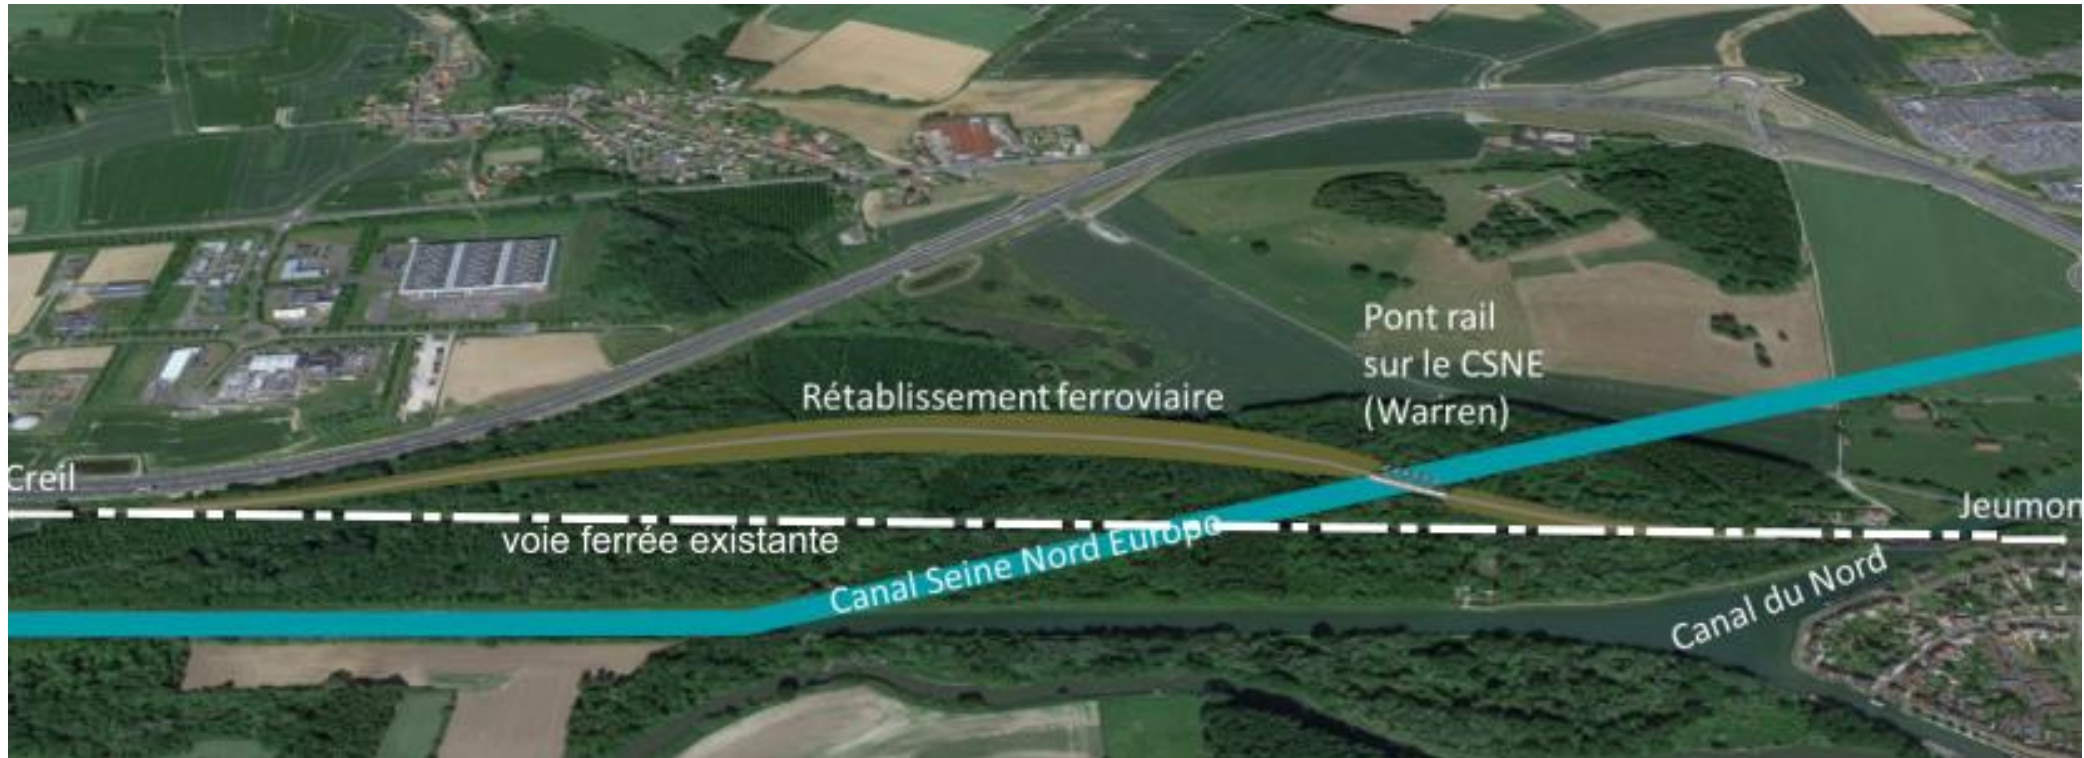 Pont rail
sur le CSNE
(Warren)
Rétablissement ferroviaire
Creil
Jeumon
voie ferrée existante
Canal Seine Nord Europe
Canal du Nord